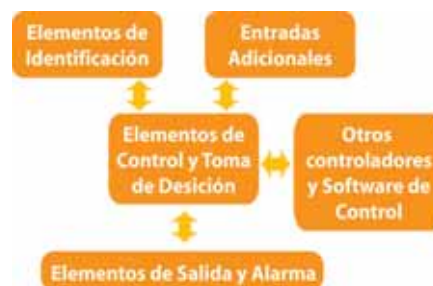 Elementos de
Identificación
Entradas
Adicionales
Elementos de
Control y Toma
de Desición
Otros
controladores
y Software de
Control
Elementos de Salida y Alarma